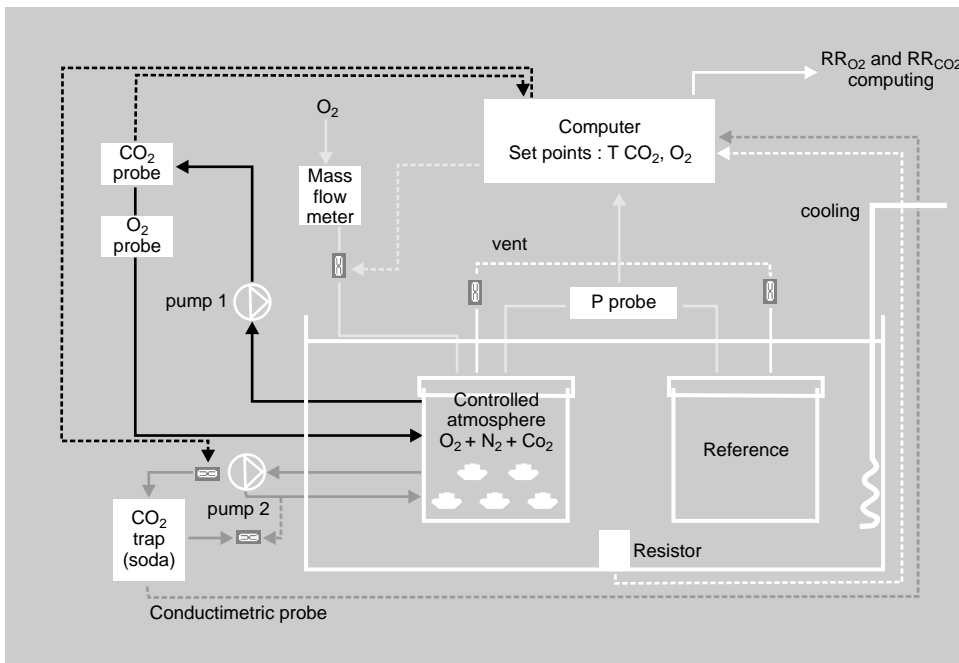 RRO2 and RRCO2
computing
O2
Computer
Set points : T CO2, O2
CO2
probe
Mass
flow
meter
cooling
O2
probe
vent
pump 1
P probe
Controlled
atmosphere
O2 + N2 + Co2
Reference
pump 2
CO2
trap
(soda)
Resistor
Conductimetric probe